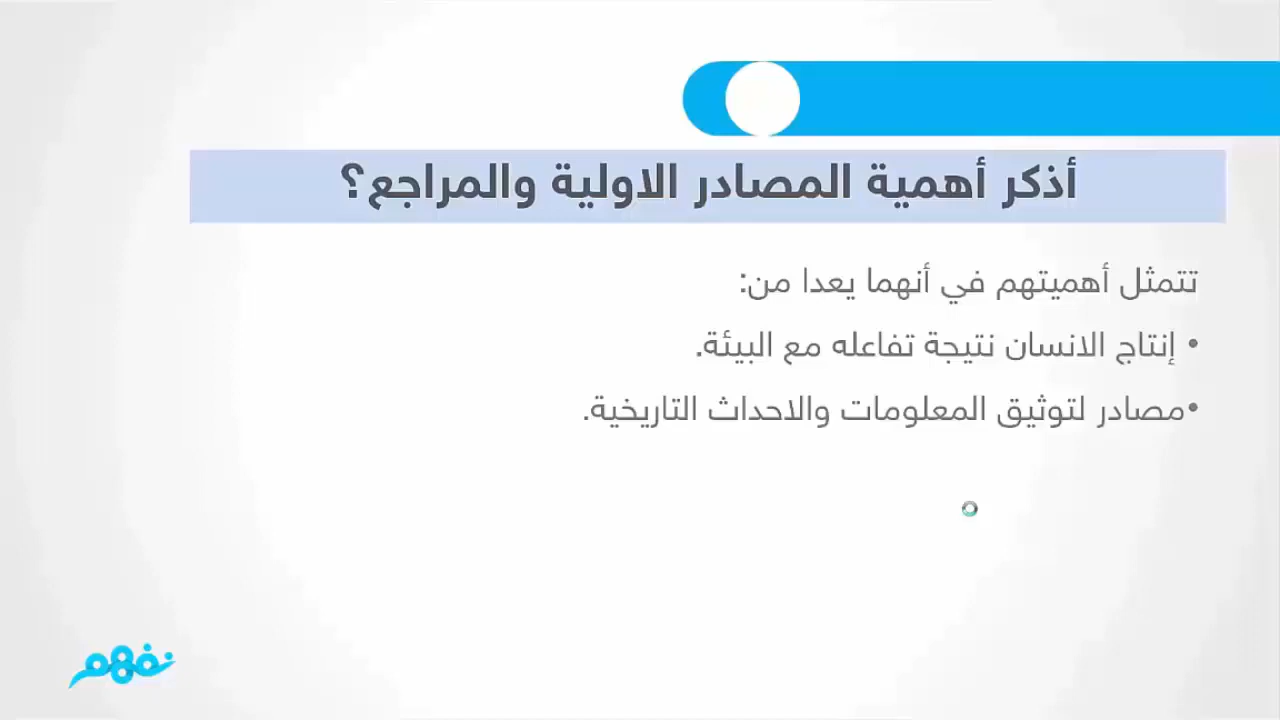 أذكر أهمية المصادر الاولية والمراجع؟
تتمثل أهميتهم في أنهما يعدا من:
• إنتاج الانسان نتيجة تفاعله مع البيئة.
•مصادر لتوثيق المعلومات والاحداث التاريخية.
نفهم